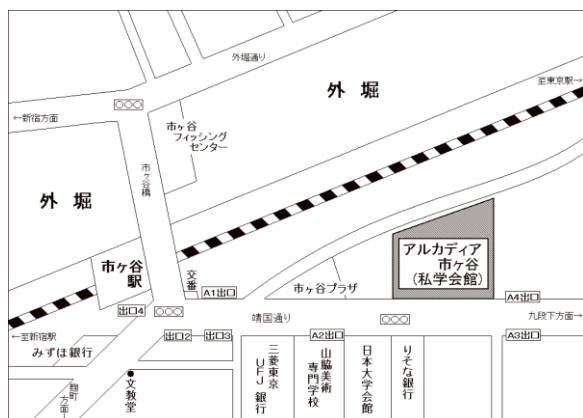 外堀通り
外 堀
至東京駅→
←新宿方面
市ヶ谷
フィッシング
センター
市ヶ谷橋
外 堀
市ヶ谷
駅
交番
アルカディア
市ヶ谷
(私学会館)
市ヶ谷プラザ
A1出口
A4出口
出口4
靖国通り
九段下方面→
←至新宿駅
出口2
出口3
A2出口
A3出口
みずほ銀行
麹町方面
文教堂
三菱東京
UFJ銀行
山脇美術
専門学校
日本大学会館
りそな銀行